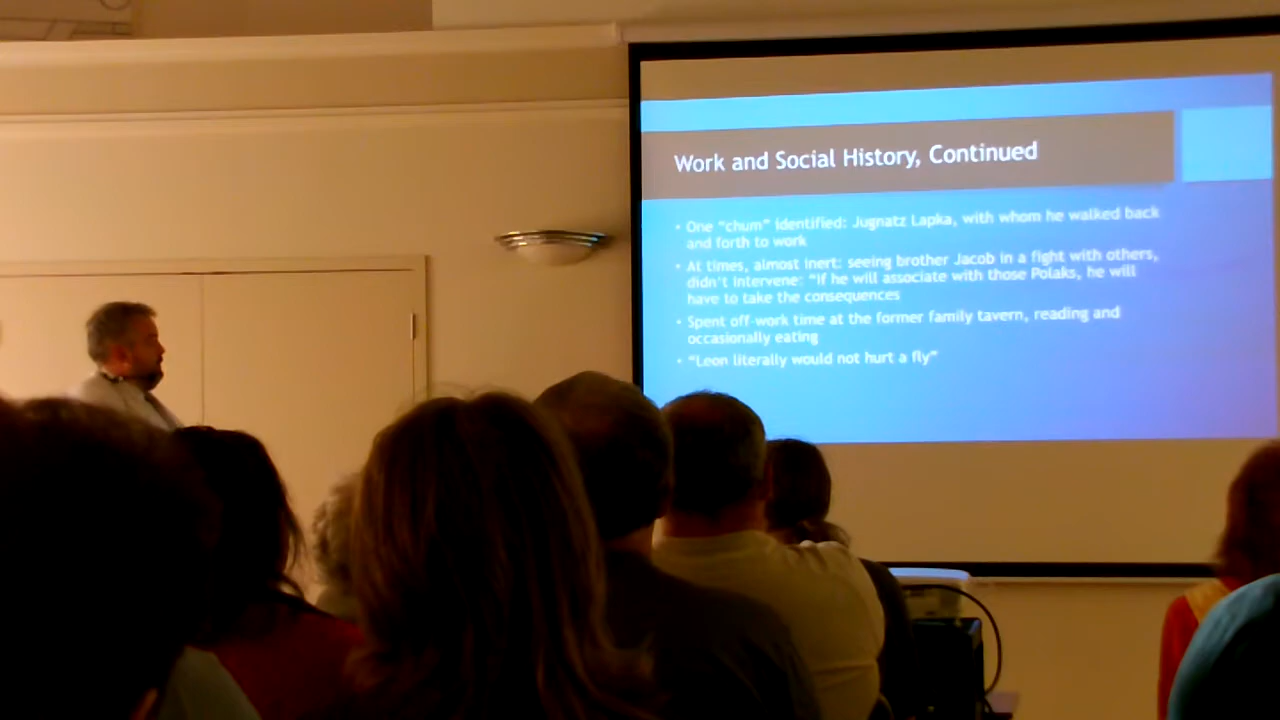 Work and Social History, Continued
• One "chum" identified: Jugnatz Lapka, with whom he walked back
and forth to work
• At times, almost inert: seeing brother Jacob in a fight with others,
didn't intervene: "If he will associate with those Polaks, he will
have to take the consequences
• Spent off-work time at the former family tavern, reading and
occasionally eating
• "Leon literally would not hurt a fly"